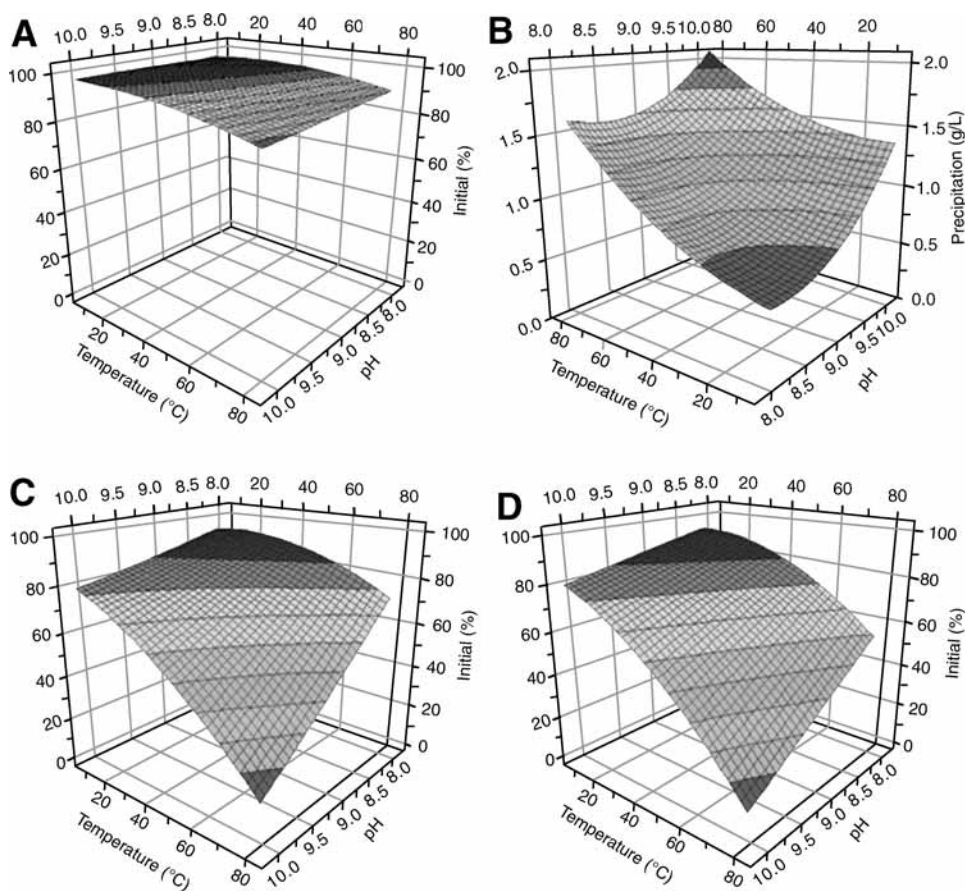 A
10.0 9.5 9.0 8.5 8.0 20 40 60 80
100 80 60 40 20 0
100 80 60 40 20 0
Initial (%)
20 40 60 80
Temperature (°C)
10.0 9.5 9.0 8.5 8.0
pH
B
8.0 8.5 9.0 9.5 10.0 80 60 40 20
2.0 1.5 1.0 0.5 0.0
2.0 1.5 1.0 0.5 0.0
Precipitation (g/L)
80 60 40 20
Temperature (°C)
8.0 8.5 9.0 9.5 10.0
pH
C
10.0 9.5 9.0 8.5 8.0 20 40 60 80
100 80 60 40 20 0
100 80 60 40 20 0
Initial (%)
20 40 60 80
Temperature (°C)
10.0 9.5 9.0 8.5 8.0
pH
D
10.0 9.5 9.0 8.5 8.0 20 40 60 80
100 80 60 40 20 0
100 80 60 40 20 0
Initial (%)
20 40 60 80
Temperature (°C)
10.0 9.5 9.0 8.5 8.0
pH